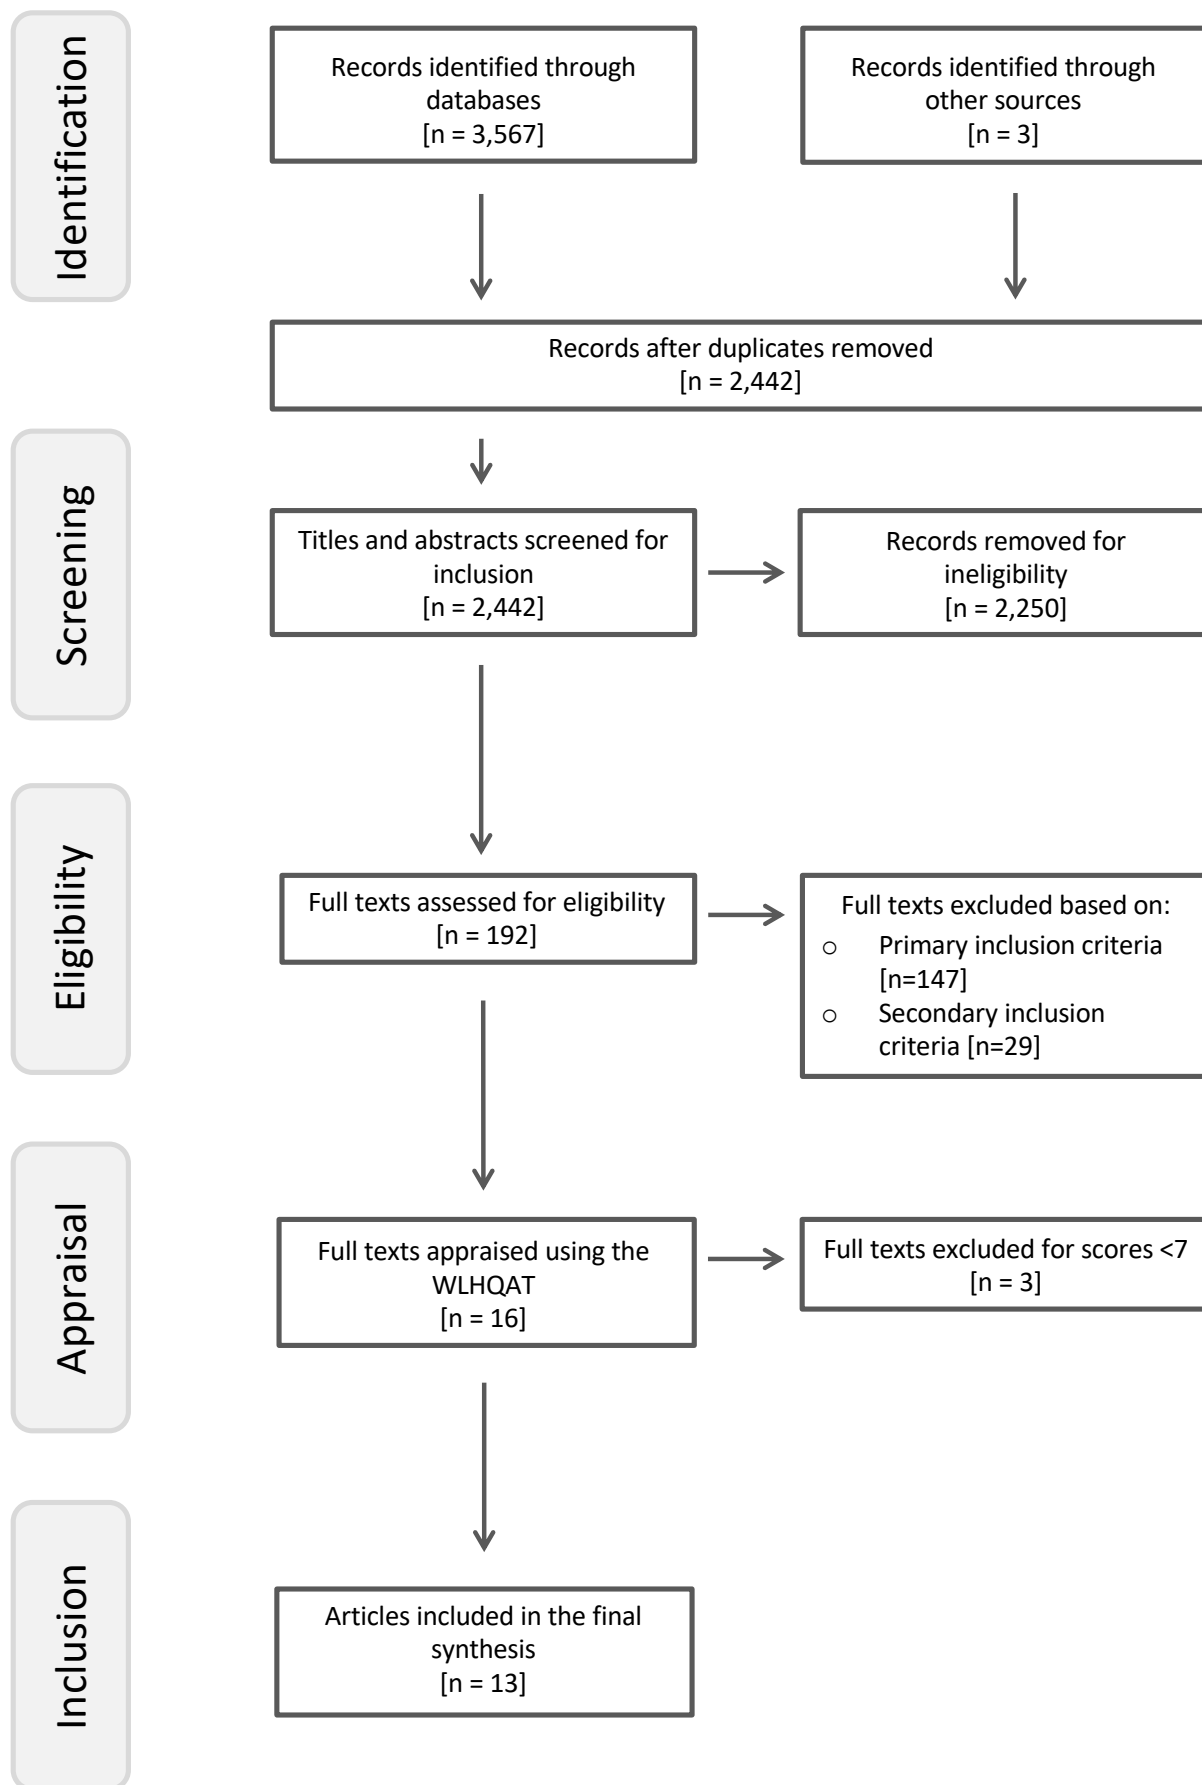 Identification
Records identified through
databases
[n = 3,567]
Records identified through
other sources
[n = 3]
Records after duplicates removed
[n = 2,442]
Screening
Titles and abstracts screened for
inclusion
[n = 2,442]
Records removed for
ineligibility
[n = 2,250]
Eligibility
Full texts assessed for eligibility
[n = 192]
Full texts excluded based on:
o Primary inclusion criteria
[n=147]
o Secondary inclusion
criteria [n=29]
Appraisal
Full texts appraised using the
WLHQAT
[n = 16]
Full texts excluded for scores <7
[n = 3]
Inclusion
Articles included in the final
synthesis
[n = 13]